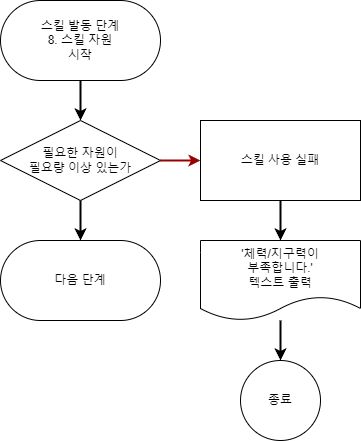 스킬 발동 단계
8. 스킬 자원
시작
필요한 자원이
필요량 이상 있는가
스킬 사용 실패
다음 단계
'체력/지구력이
부족합니다.'
텍스트 출력
종료